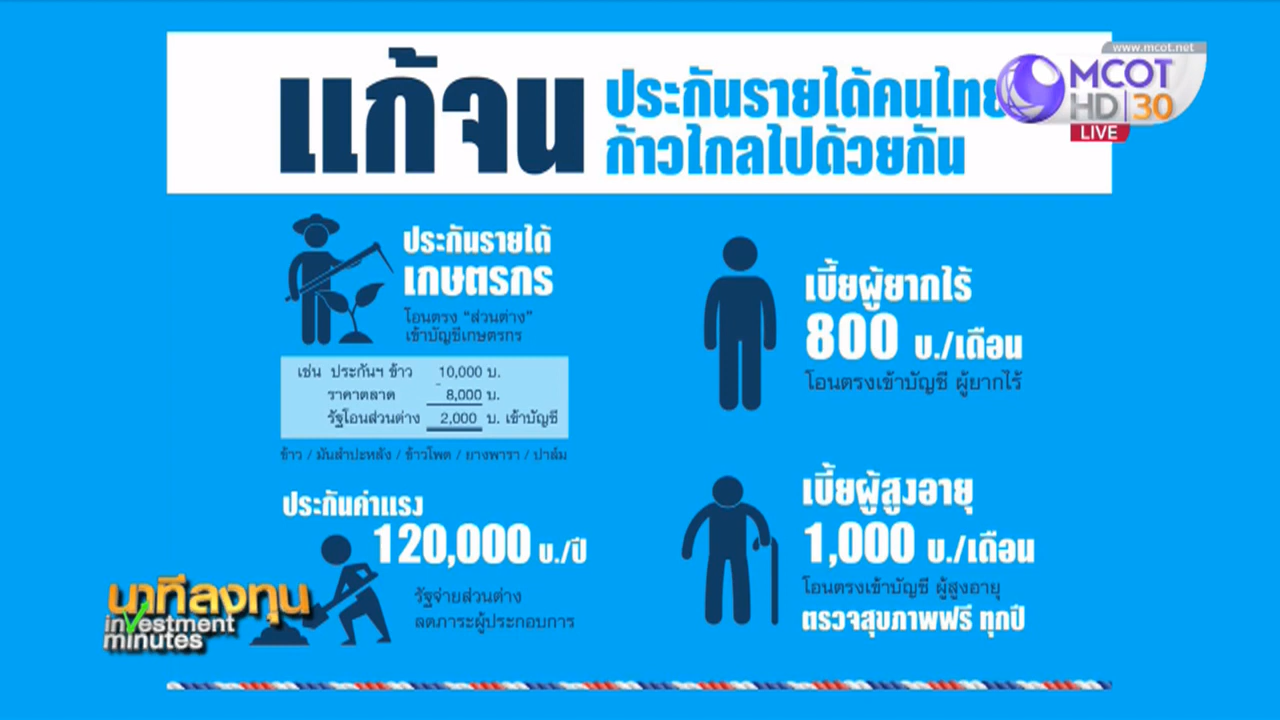 แก้จน
ประกันรายได้คนไทย
ก้าวไกลไปด้วยกัน
www.mcot.net
MCOT
HD 30
LIVE
ประกันรายได้
เกษตรกร
โอนตรง "ส่วนต่าง"
เข้าบัญชีเกษตรกร
เช่น ประกันฯ ข้าว 10,000 บ.
-
ราคาตลาด 8,000 บ.
รัฐโอนส่วนต่าง 2,000 บ. เข้าบัญชี
ข้าว / มันสำปะหลัง / ข้าวโพด / ยางพารา / ปาล์ม
ประกันค่าแรง
120,000 บ./ปี
รัฐจ่ายส่วนต่าง
ลดภาระผู้ประกอบการ
เบี้ยผู้ยากไร้
800 บ./เดือน
โอนตรงเข้าบัญชี ผู้ยากไร้
เบี้ยผู้สูงอายุ
1,000 บ./เดือน
โอนตรงเข้าบัญชี ผู้สูงอายุ
ตรวจสุขภาพฟรี ทุกปี
นาทีลงทุน
investment
minutes